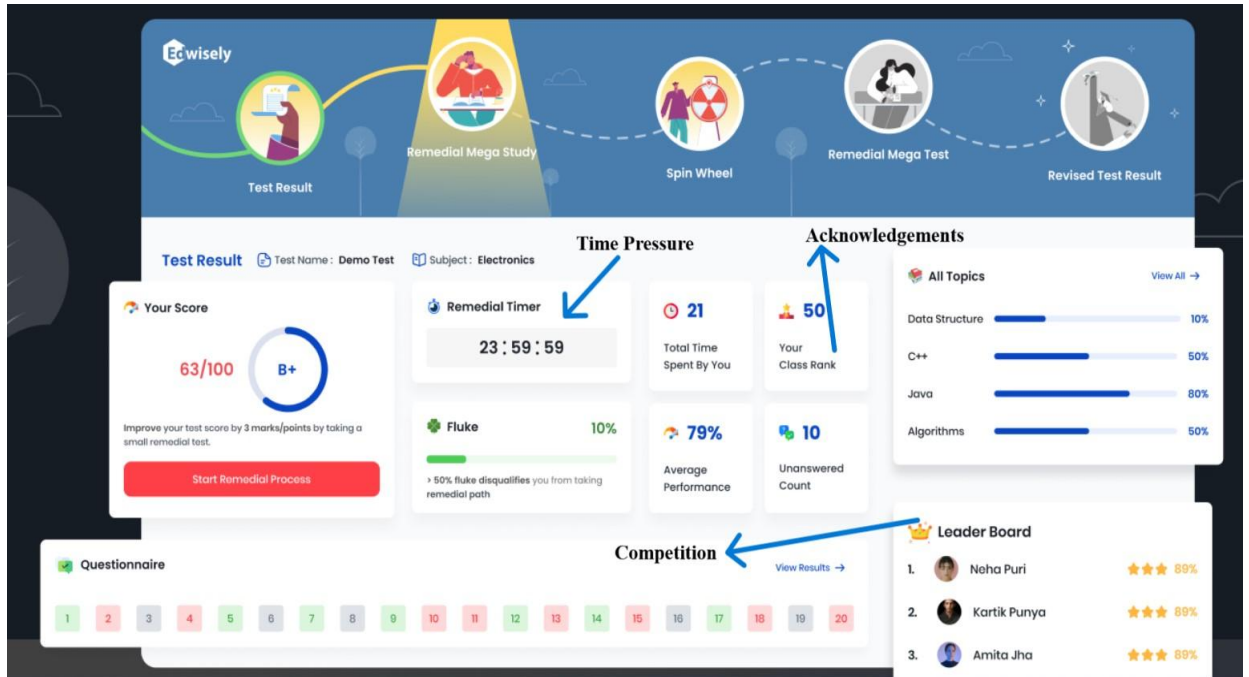 Edwisely
Test Result
Remedial Mega Study
Spin Wheel
Remedial Mega Test
Revised Test Result
Time Pressure
Acknowledgements
Test Result
Test Name : Demo Test
Subject : Electronics
Your Score
63/100
B+
Improve your test score by 3 marks/points by taking a
small remedial test.
Start Remedial Process
Remedial Timer
23 : 59 : 59
Fluke
10%
> 50% fluke disqualifies you from taking
remedial path
21
Total Time
Spent By You
50
Your
Class Rank
79%
Average
Performance
10
Unanswered
Count
All Topics
View All →
Data Structure 10%
C++ 50%
Java 80%
Algorithms 50%
Competition
Questionnaire
View Results →
1 2 3 4 5 6 7 8 9 10 11 12 13 14 15 16 17 18 19 20
Leader Board
1. Neha Puri 89%
2. Kartik Punya 89%
3. Amita Jha 89%